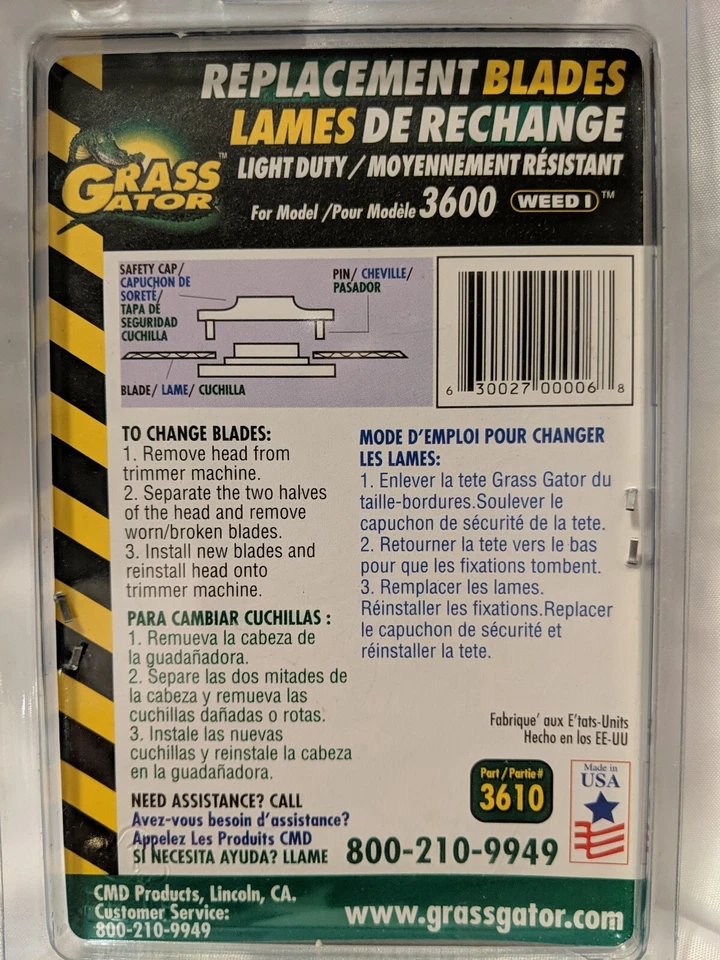 REPLACEMENT BLADES
LAMES DE RECHANGE
LIGHT DUTY / MOYENNEMENT RÉSISTANT
For Model /Pour Modèle 3600 WEED I ™
GRASS GATOR ™
SAFETY CAP/
CAPUCHON DE
SORETE/
TAPA DE
SEGURIDAD
CUCHILLA
PIN/ CHEVILLE/
PASADOR
BLADE/ LAME/ CUCHILLA
6 30027 00006 8
TO CHANGE BLADES:
1. Remove head from
trimmer machine.
2. Separate the two halves
of the head and remove
worn/broken blades.
3. Install new blades and
reinstall head onto
trimmer machine.
PARA CAMBIAR CUCHILLAS :
1. Remueva la cabeza de
la guadañadora.
2. Separe las dos mitades de
la cabeza y remueva las
cuchillas dañadas o rotas.
3. Instale las nuevas
cuchillas y reinstale la cabeza
en la guadañadora.
MODE D'EMPLOI POUR CHANGER
LES LAMES:
1. Enlever la tete Grass Gator du
taille-bordures.Soulever le
capuchon de sécurité de la tete.
2. Retourner la tete vers le bas
pour que les fixations tombent.
3. Remplacer les lames.
Réinstaller les fixations.Replacer
le capuchon de sécurité et
réinstaller la tete.
Fabrique' aux E'tats-Units
Hecho en los EE-UU
Part / Partie#
3610
Made in
USA
NEED ASSISTANCE? CALL
Avez-vous besoin d'assistance?
Appelez Les Produits CMD
SI NECESITA AYUDA? LLAME 800-210-9949
CMD Products, Lincoln, CA.
Customer Service:
800-210-9949
www.grassgator.com